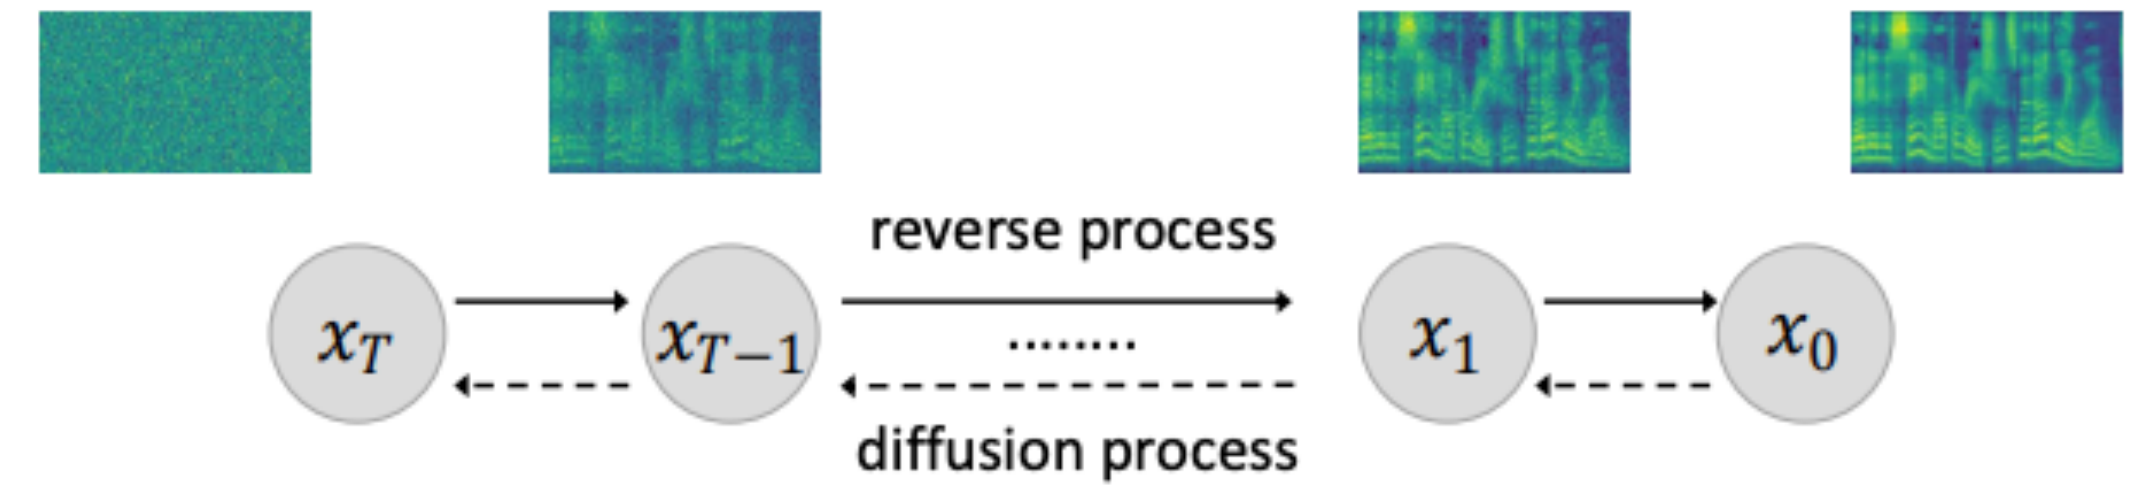 reverse process
x_T x_{T−1} ........ x_1 x_0
diffusion process